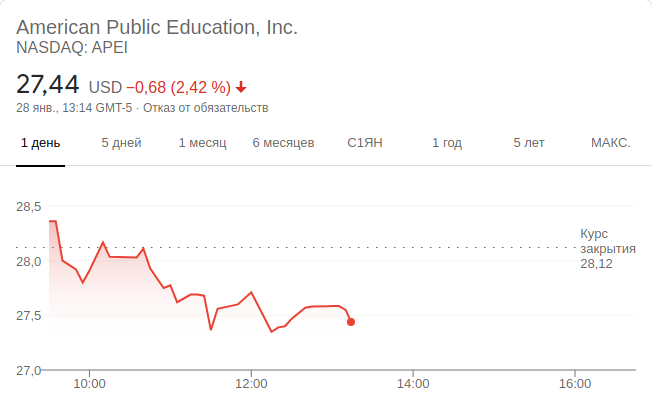 American Public Education, Inc.
NASDAQ: APEI
27,44 USD −0,68 (2,42 %)
28 янв., 13:14 GMT-5 · Отказ от обязательств
1 день 5 дней 1 месяц 6 месяцев С1ЯН 1 год 5 лет МАКС.
28,5
Курс
закрытия
28,12
28,0
27,5
27,0
10:00 12:00 14:00 16:00